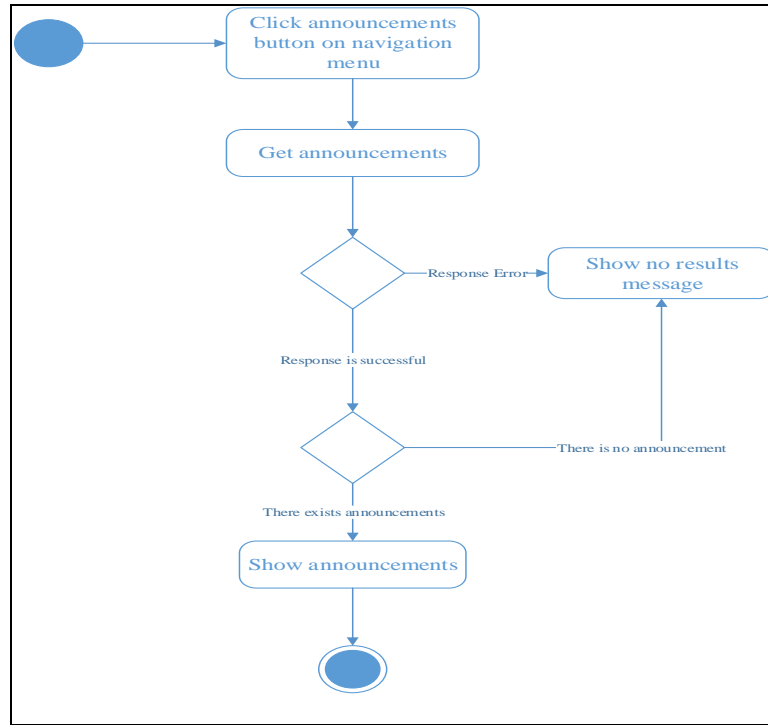 Click announcements
button on navigation
menu
Get announcements
Response Error
Show no results
message
Response is successful
There is no announcement
There exists announcements
Show announcements